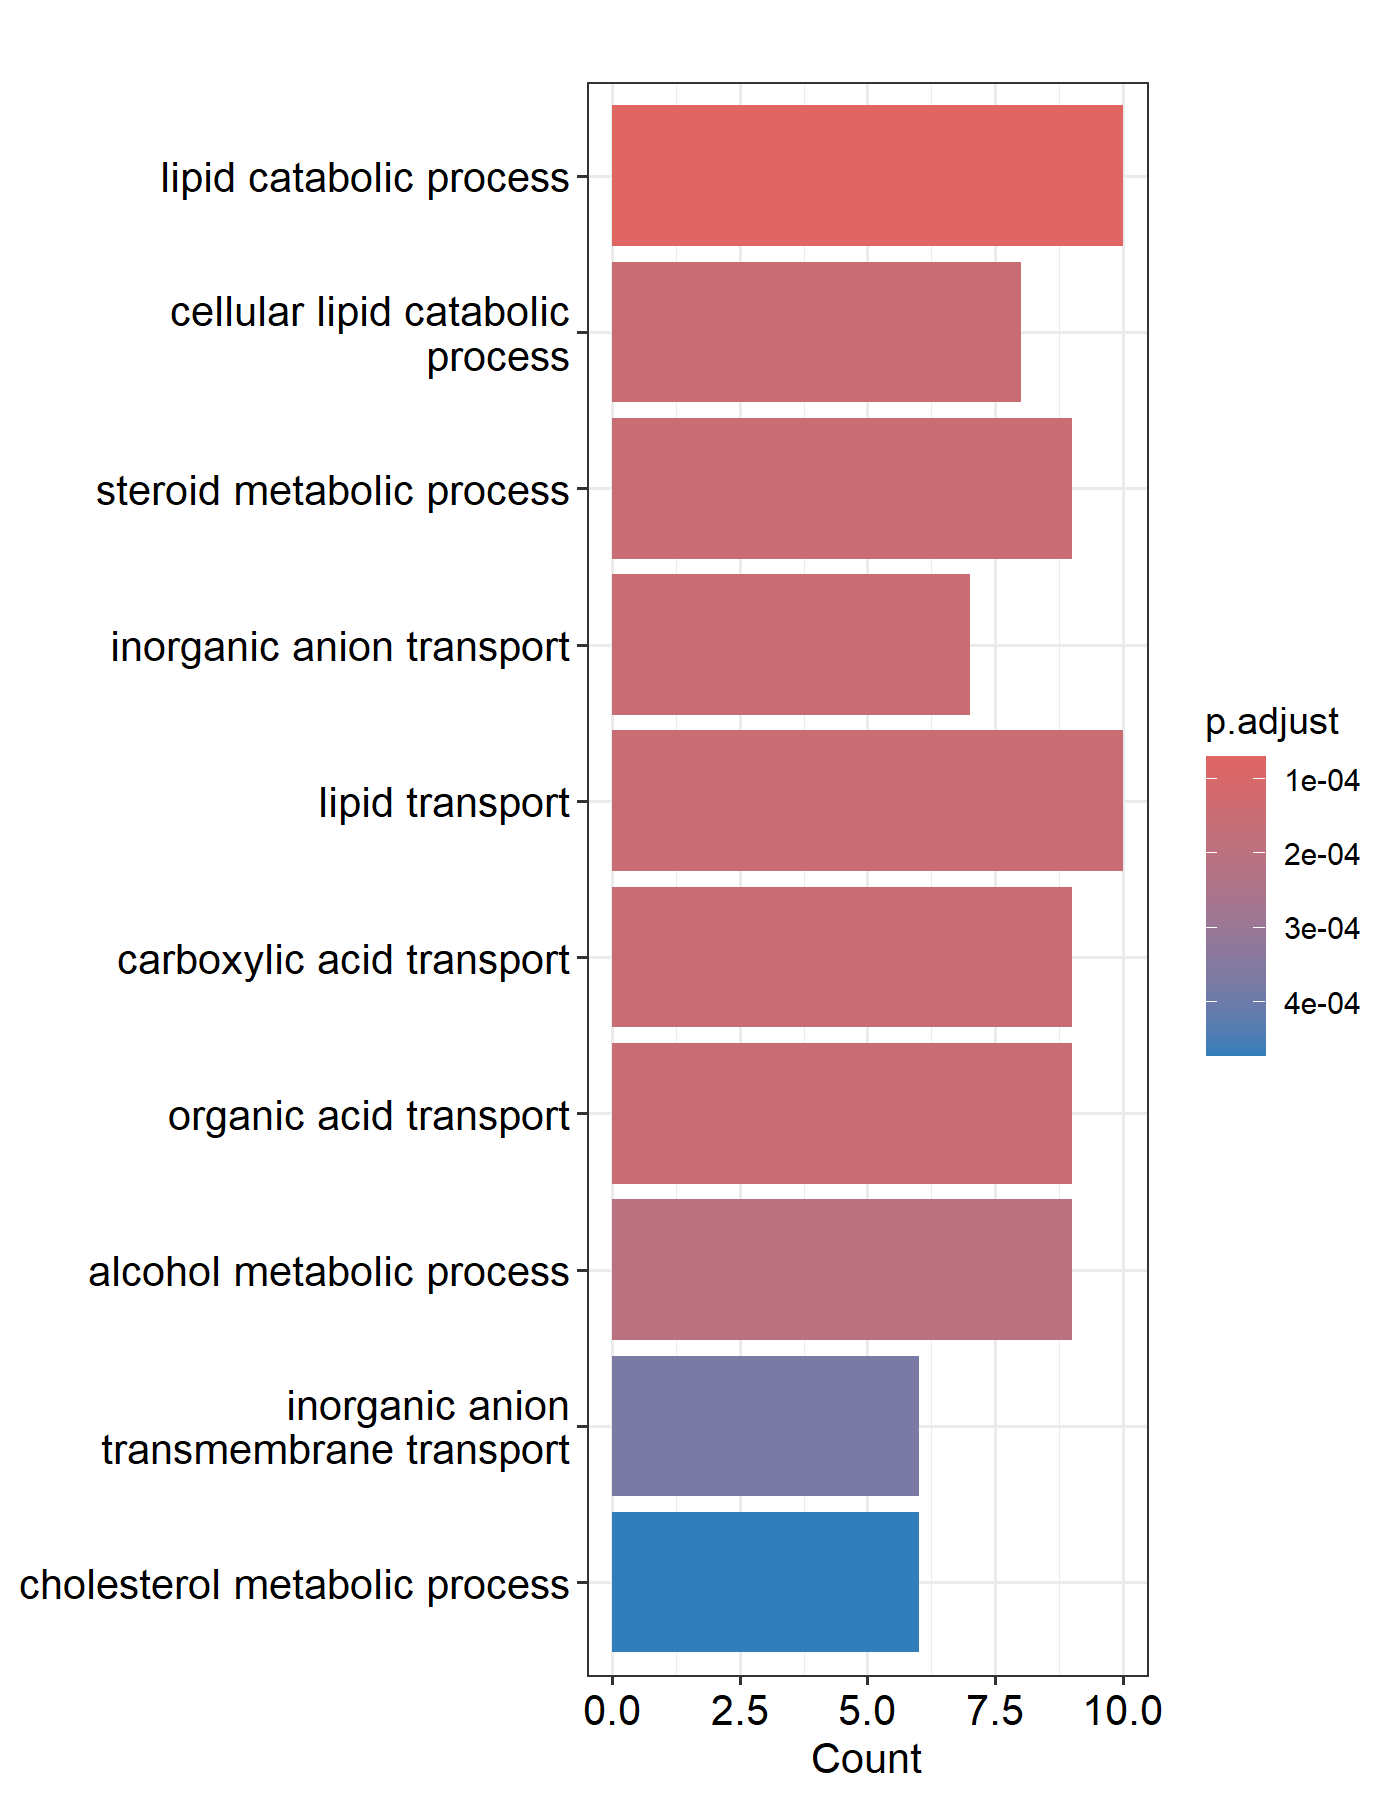 lipid catabolic process
cellular lipid catabolic
process
steroid metabolic process
inorganic anion transport
lipid transport
carboxylic acid transport
organic acid transport
alcohol metabolic process
inorganic anion
transmembrane transport
cholesterol metabolic process
0.0 2.5 5.0 7.5 10.0
Count
p.adjust
1e-04
2e-04
3e-04
4e-04